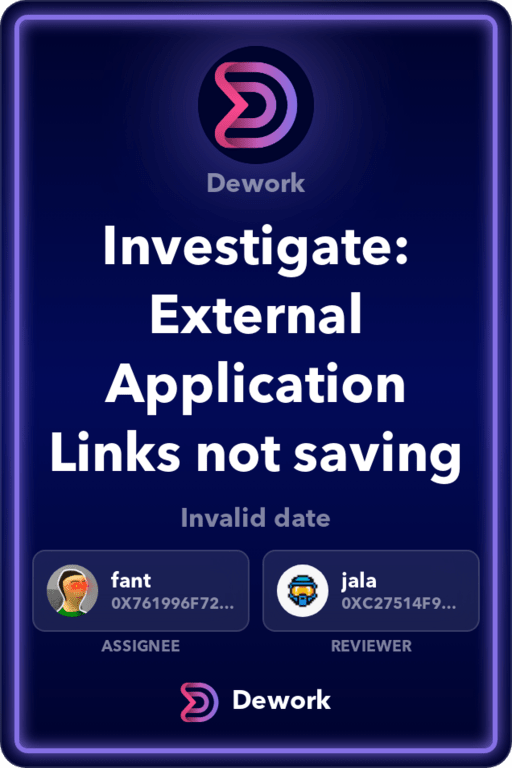 Dework
Investigate:
External
Application
Links not saving
Invalid date
fant
0X761996F72...
jala
0XC27514F9...
ASSIGNEE
REVIEWER
Dework